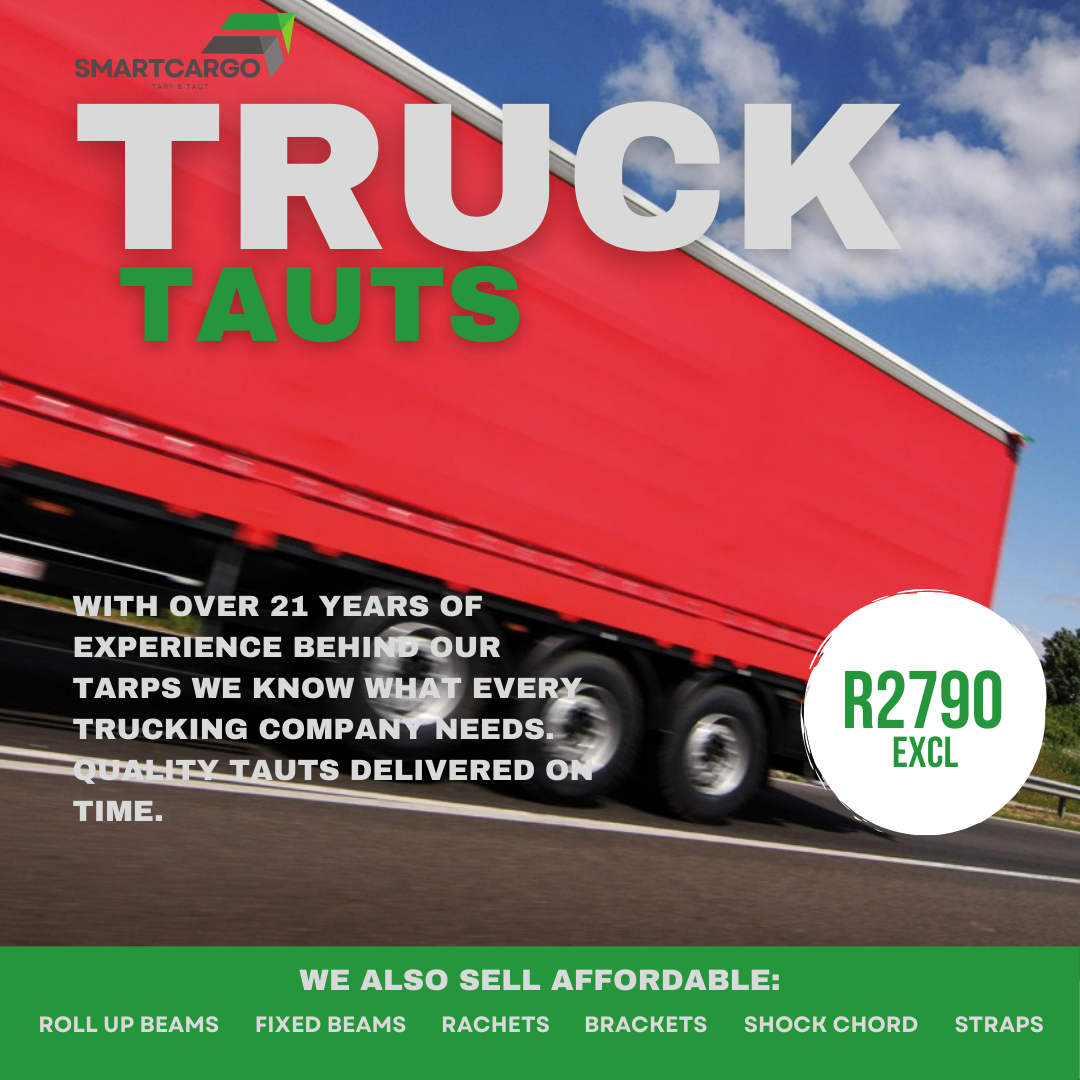 SMARTCARGO
TARP & TAUT
TRUCK
TAUTS
WITH OVER 21 YEARS OF
EXPERIENCE BEHIND OUR
TARPS WE KNOW WHAT EVERY
TRUCKING COMPANY NEEDS.
QUALITY TAUTS DELIVERED ON
TIME.
R2790
EXCL
WE ALSO SELL AFFORDABLE:
ROLL UP BEAMS FIXED BEAMS RACHETS BRACKETS SHOCK CHORD STRAPS